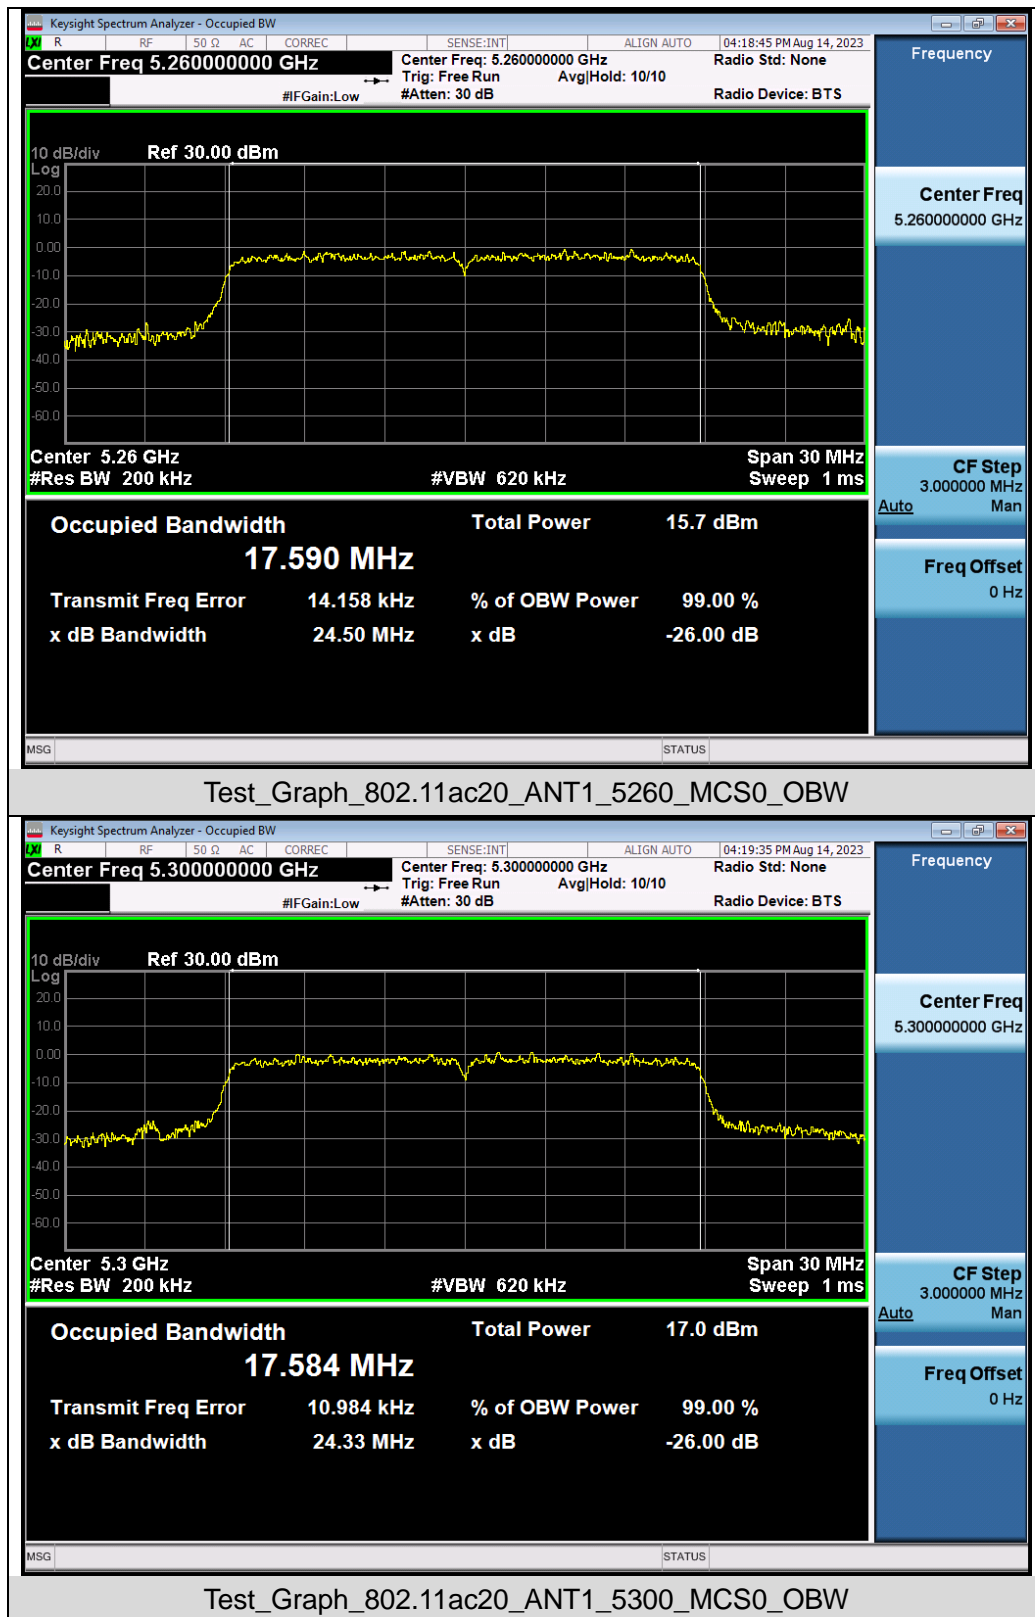 Keysight Spectrum Analyzer - Occupied BW
LXI R RF 50 Ω AC CORREC SENSE:INT ALIGN AUTO 04:18:45 PM Aug 14, 2023
Center Freq 5.260000000 GHz Center Freq: 5.260000000 GHz Radio Std: None
Trig: Free Run Avg|Hold: 10/10
#IFGain:Low #Atten: 30 dB Radio Device: BTS
10 dB/div Ref 30.00 dBm
Log
20.0
10.0
0.00
-10.0
-20.0
-30.0
-40.0
-50.0
-60.0
Center 5.26 GHz Span 30 MHz
#Res BW 200 kHz #VBW 620 kHz Sweep 1 ms
Occupied Bandwidth Total Power 15.7 dBm
17.590 MHz
Transmit Freq Error 14.158 kHz % of OBW Power 99.00 %
x dB Bandwidth 24.50 MHz x dB -26.00 dB
MSG STATUS
Frequency
Center Freq
5.260000000 GHz
CF Step
3.000000 MHz
Auto Man
Freq Offset
0 Hz
Test_Graph_802.11ac20_ANT1_5260_MCS0_OBW
Keysight Spectrum Analyzer - Occupied BW
LXI R RF 50 Ω AC CORREC SENSE:INT ALIGN AUTO 04:19:35 PM Aug 14, 2023
Center Freq 5.300000000 GHz Center Freq: 5.300000000 GHz Radio Std: None
Trig: Free Run Avg|Hold: 10/10
#IFGain:Low #Atten: 30 dB Radio Device: BTS
10 dB/div Ref 30.00 dBm
Log
20.0
10.0
0.00
-10.0
-20.0
-30.0
-40.0
-50.0
-60.0
Center 5.3 GHz Span 30 MHz
#Res BW 200 kHz #VBW 620 kHz Sweep 1 ms
Occupied Bandwidth Total Power 17.0 dBm
17.584 MHz
Transmit Freq Error 10.984 kHz % of OBW Power 99.00 %
x dB Bandwidth 24.33 MHz x dB -26.00 dB
MSG STATUS
Frequency
Center Freq
5.300000000 GHz
CF Step
3.000000 MHz
Auto Man
Freq Offset
0 Hz
Test_Graph_802.11ac20_ANT1_5300_MCS0_OBW